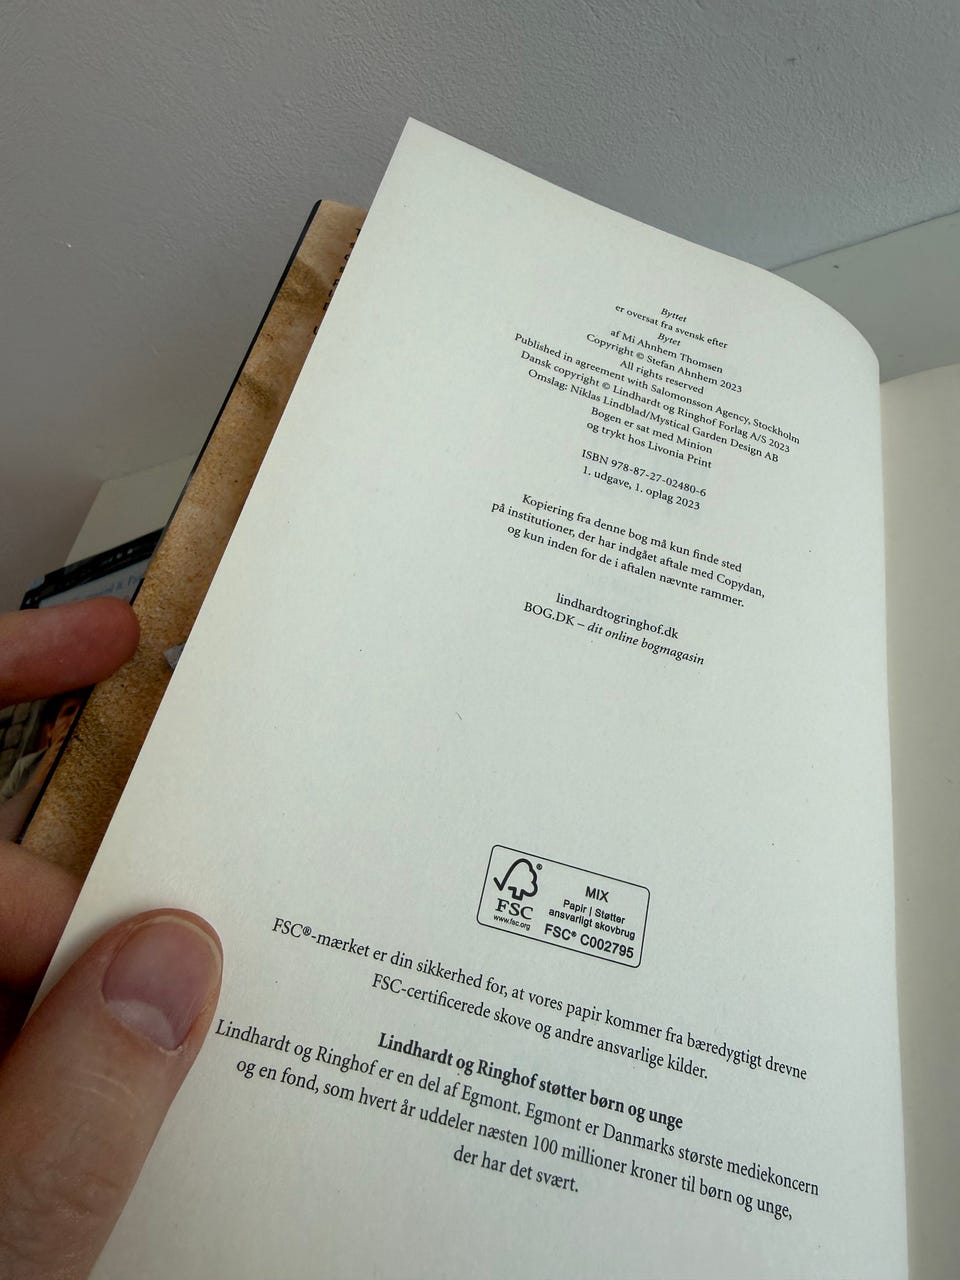 Byttet
er oversat fra svensk efter
Bytet
af Mi Ahnhem Thomsen
Copyright © Stefan Ahnhem 2023
All rights reserved
Published in agreement with Salomonsson Agency, Stockholm
Dansk copyright © Lindhardt og Ringhof Forlag A/S 2023
Omslag: Niklas Lindblad/Mystical Garden Design AB
Bogen er sat med Minion
og trykt hos Livonia Print
ISBN 978-87-27-02480-6
1. udgave, 1. oplag 2023
Kopiering fra denne bog må kun finde sted
på institutioner, der har indgået aftale med Copydan,
og kun inden for de i aftalen nævnte rammer.
lindhardtogringhof.dk
BOG.DK – dit online bogmagasin
FSC®
www.fsc.org
MIX
Papir | Støtter
ansvarligt skovbrug
FSC® C002795
FSC®-mærket er din sikkerhed for, at vores papir kommer fra bæredygtigt drevne
FSC-certificerede skove og andre ansvarlige kilder.
Lindhardt og Ringhof støtter børn og unge
Lindhardt og Ringhof er en del af Egmont. Egmont er Danmarks største mediekoncern
og en fond, som hvert år uddeler næsten 100 millioner kroner til børn og unge,
der har det svært.